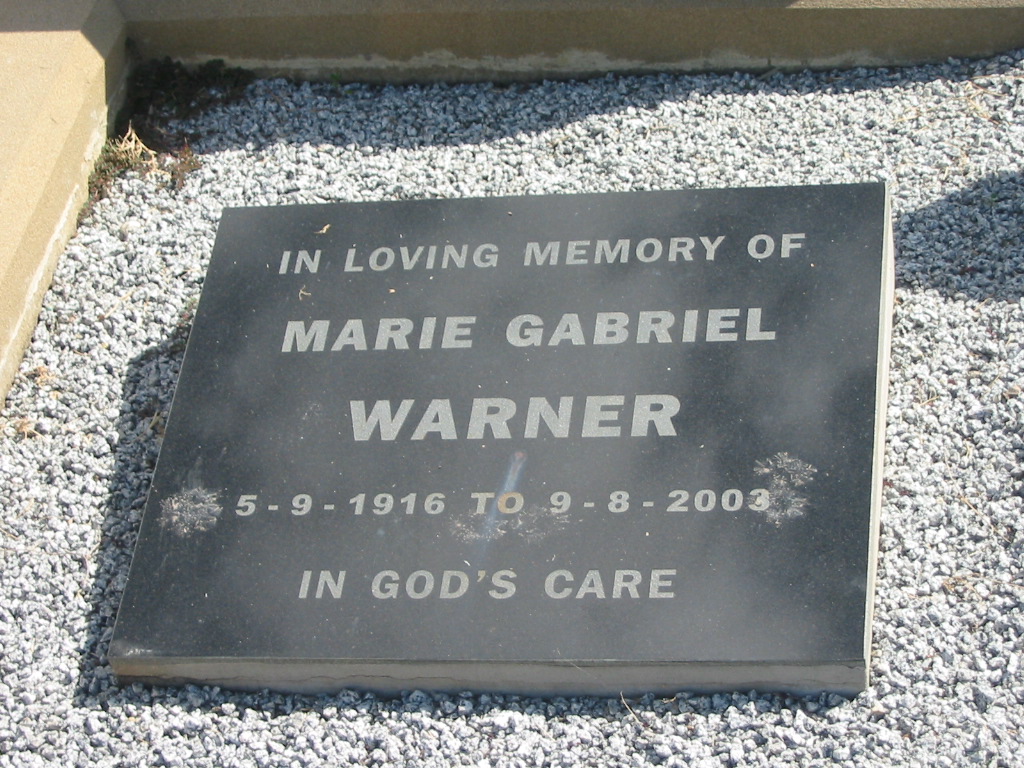 IN LOVING MEMORY OF
MARIE GABRIEL
WARNER
5-9-1916 TO 9-8-2003
IN GOD'S CARE